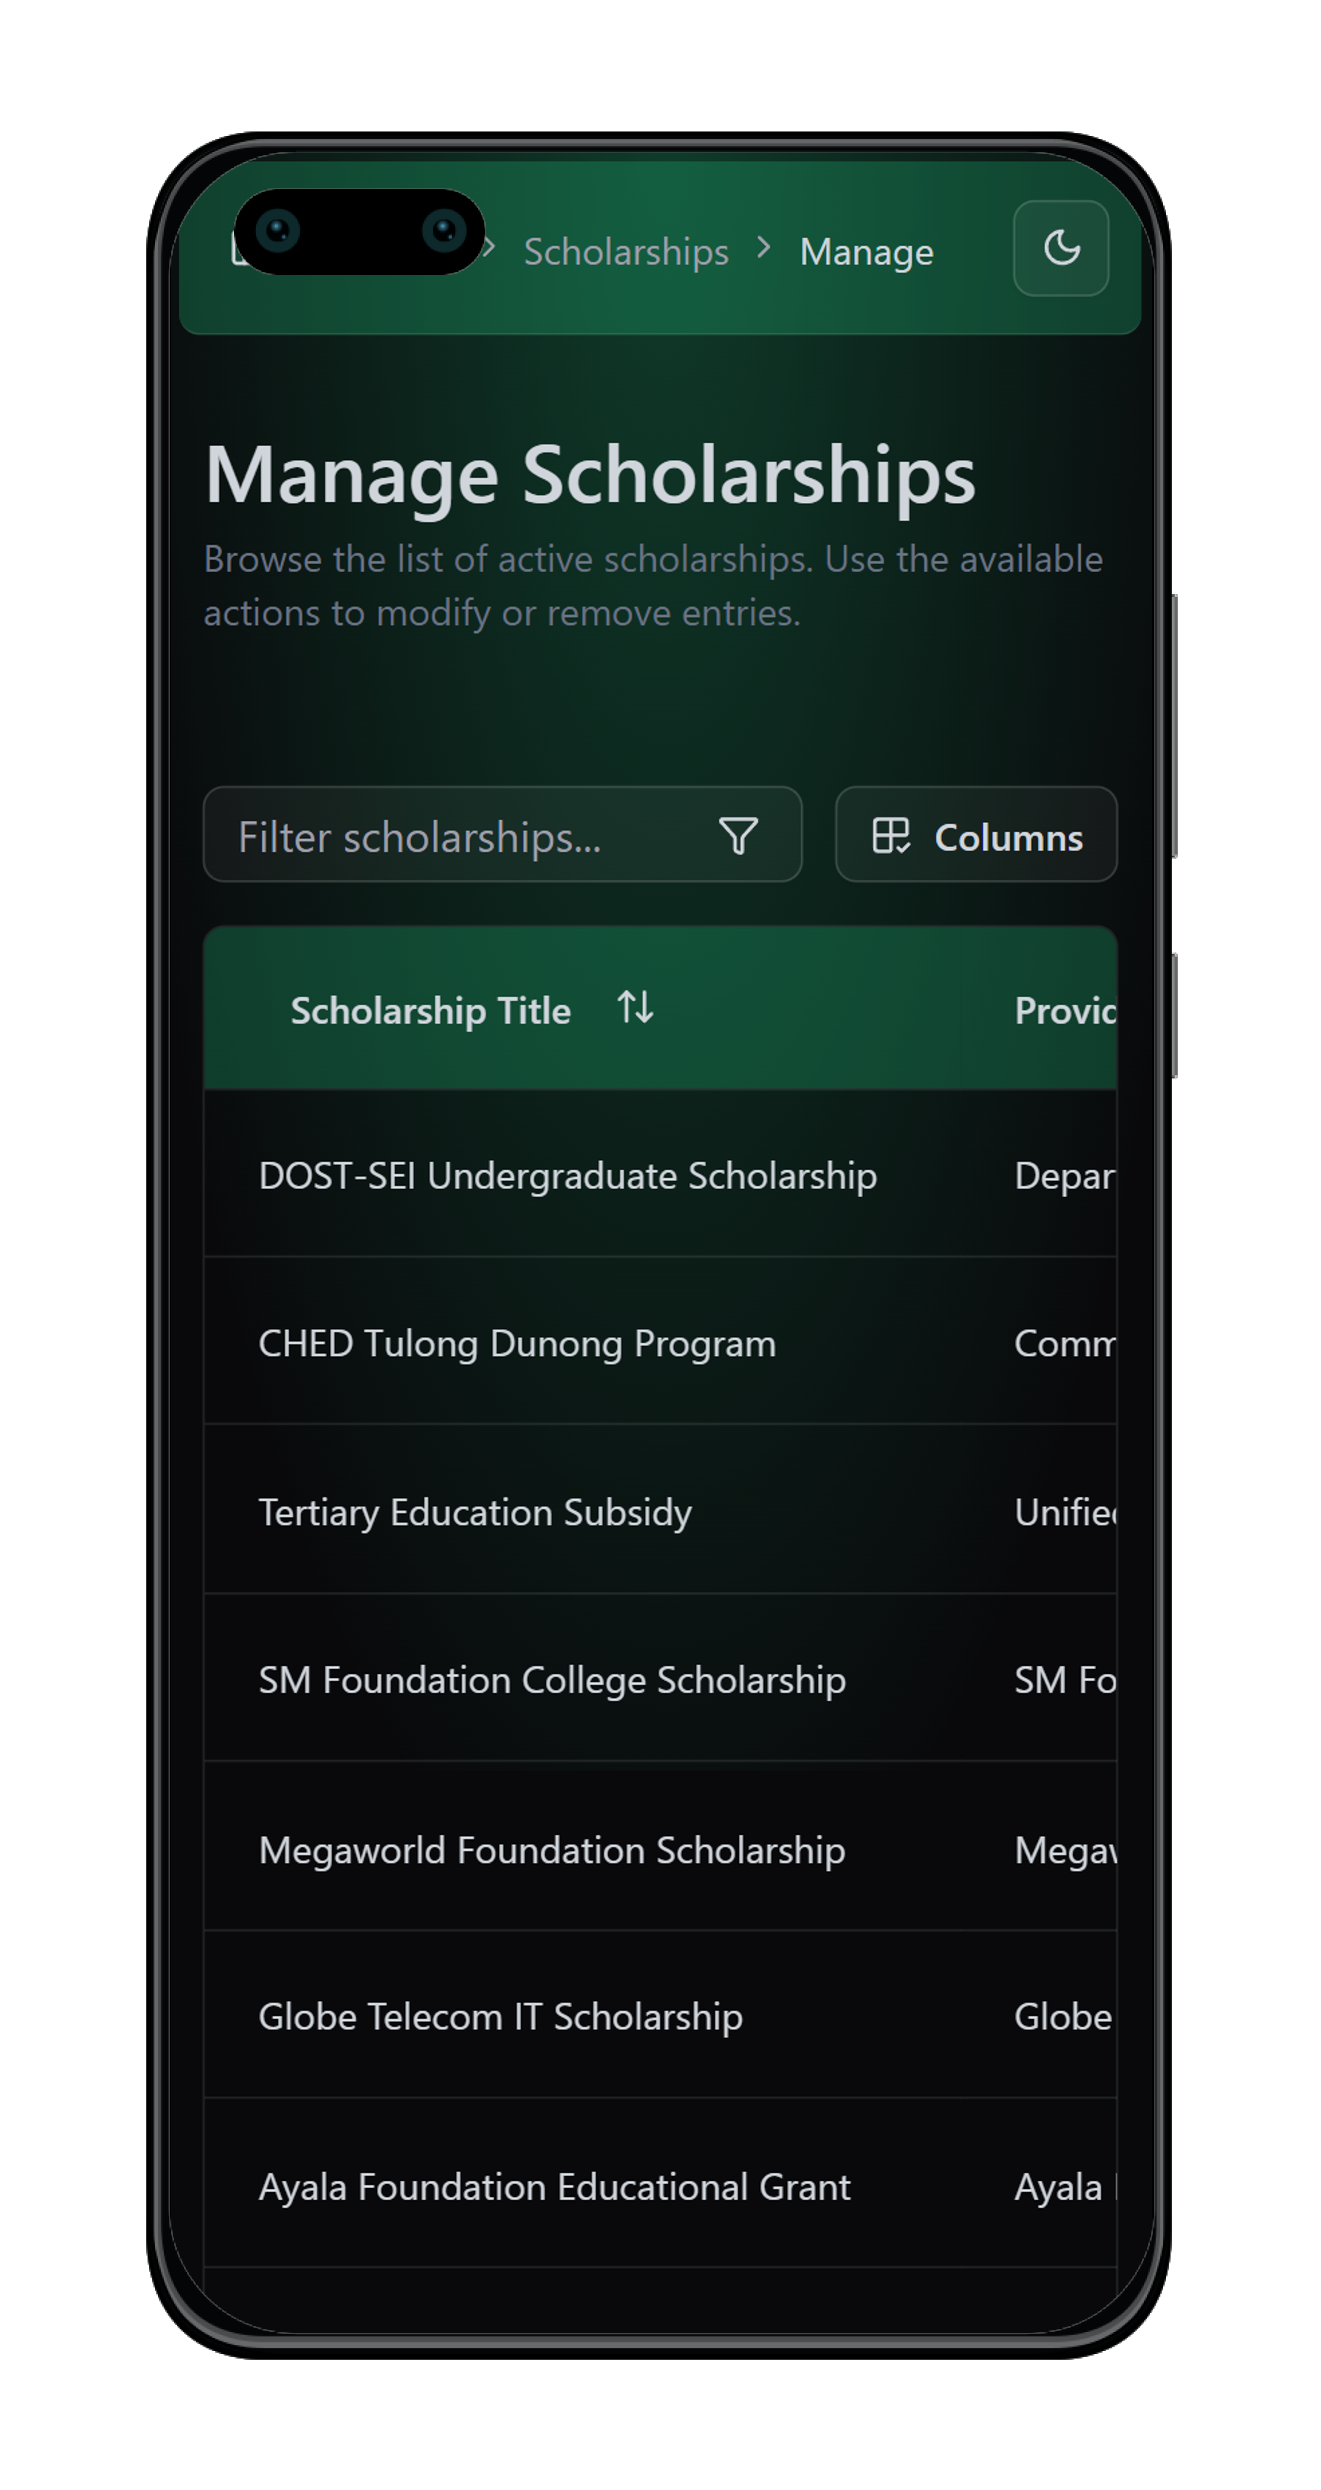 Scholarships > Manage
Manage Scholarships
Browse the list of active scholarships. Use the available
actions to modify or remove entries.
Filter scholarships...
Columns
Scholarship Title
Provid
DOST-SEI Undergraduate Scholarship
Depar
CHED Tulong Dunong Program
Comm
Tertiary Education Subsidy
Unified
SM Foundation College Scholarship
SM Fo
Megaworld Foundation Scholarship
Megaw
Globe Telecom IT Scholarship
Globe
Ayala Foundation Educational Grant
Ayala